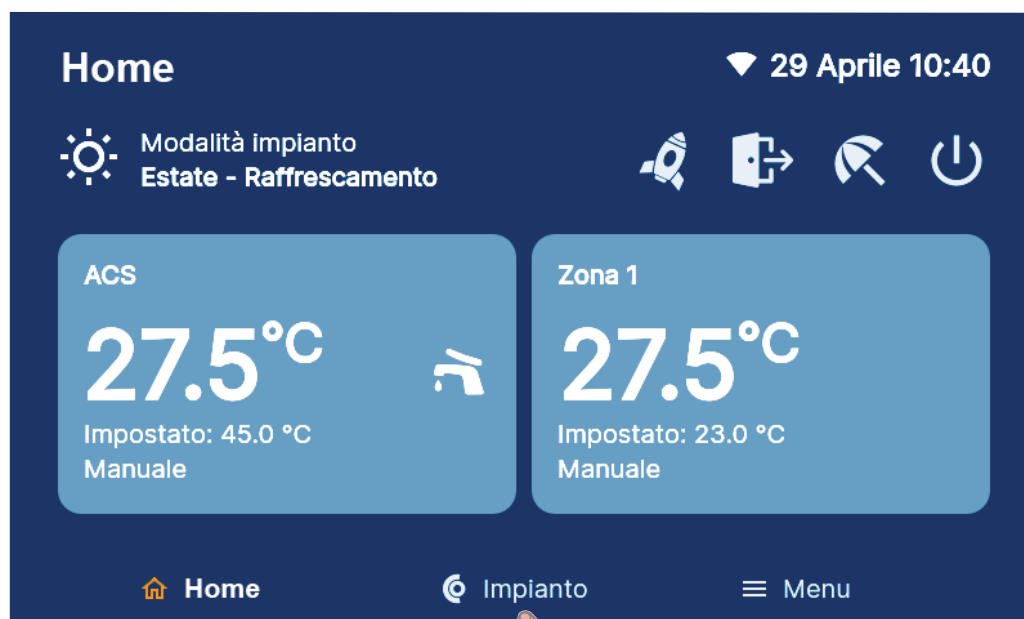 Home
29 Aprile 10:40
Modalità impianto
Estate - Raffrescamento
ACS
27.5°C
Impostato: 45.0 °C
Manuale
Zona 1
27.5°C
Impostato: 23.0 °C
Manuale
Home
Impianto
Menu